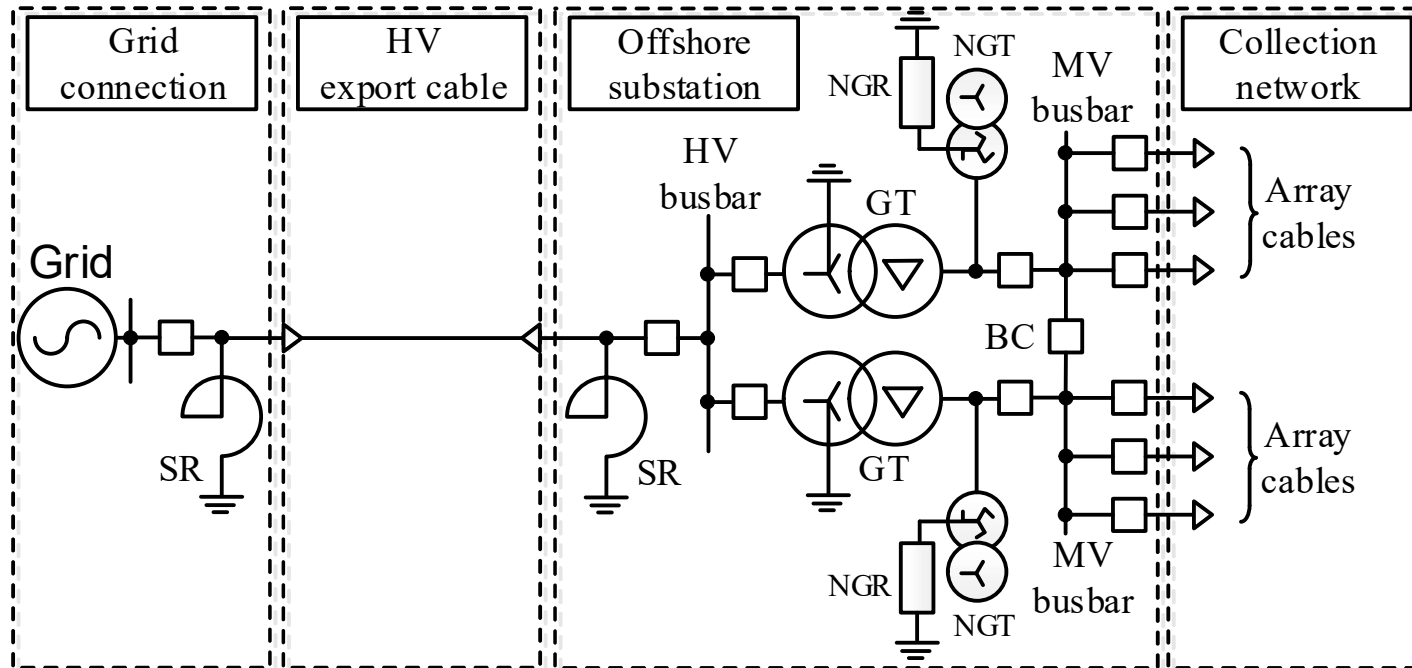 Grid
connection
HV
export cable
Offshore
substation
NGT
NGR
MV
busbar
Collection
network
HV
busbar
GT
Array
cables
Grid
BC
SR
SR
GT
Array
cables
NGR
NGT
MV
busbar